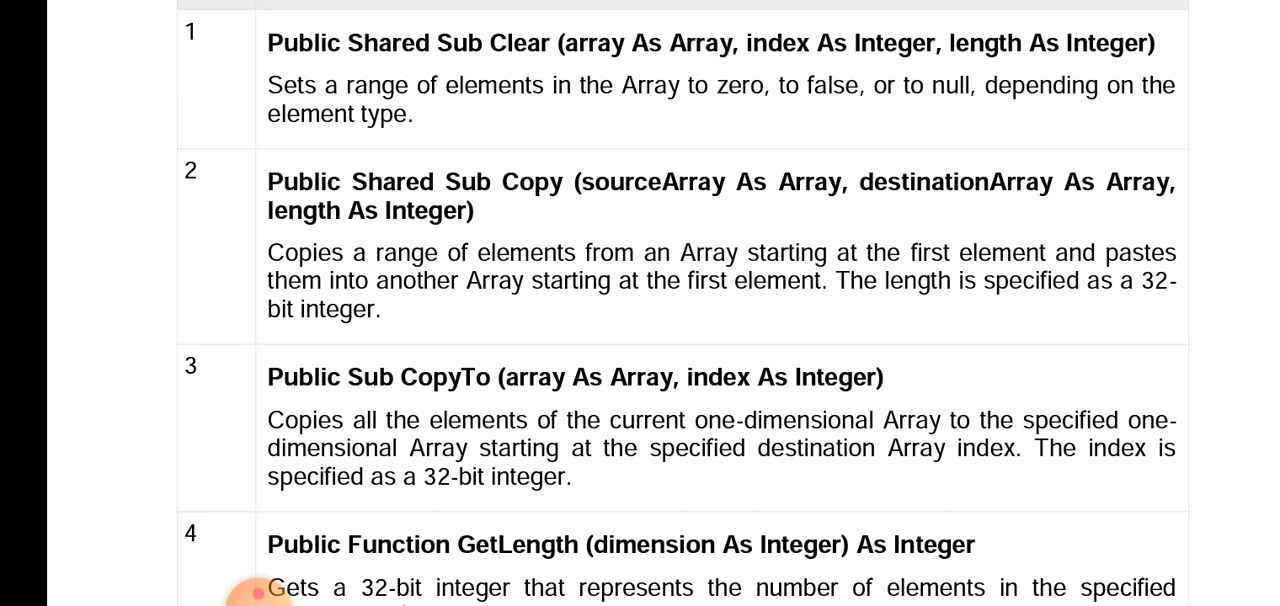 1
Public Shared Sub Clear (array As Array, index As Integer, length As Integer)
Sets a range of elements in the Array to zero, to false, or to null, depending on the
element type.
2
Public Shared Sub Copy (sourceArray As Array, destinationArray As Array,
length As Integer)
Copies a range of elements from an Array starting at the first element and pastes
them into another Array starting at the first element. The length is specified as a 32-
bit integer.
3
Public Sub CopyTo (array As Array, index As Integer)
Copies all the elements of the current one-dimensional Array to the specified one-
dimensional Array starting at the specified destination Array index. The index is
specified as a 32-bit integer.
4
Public Function GetLength (dimension As Integer) As Integer
Gets a 32-bit integer that represents the number of elements in the specified